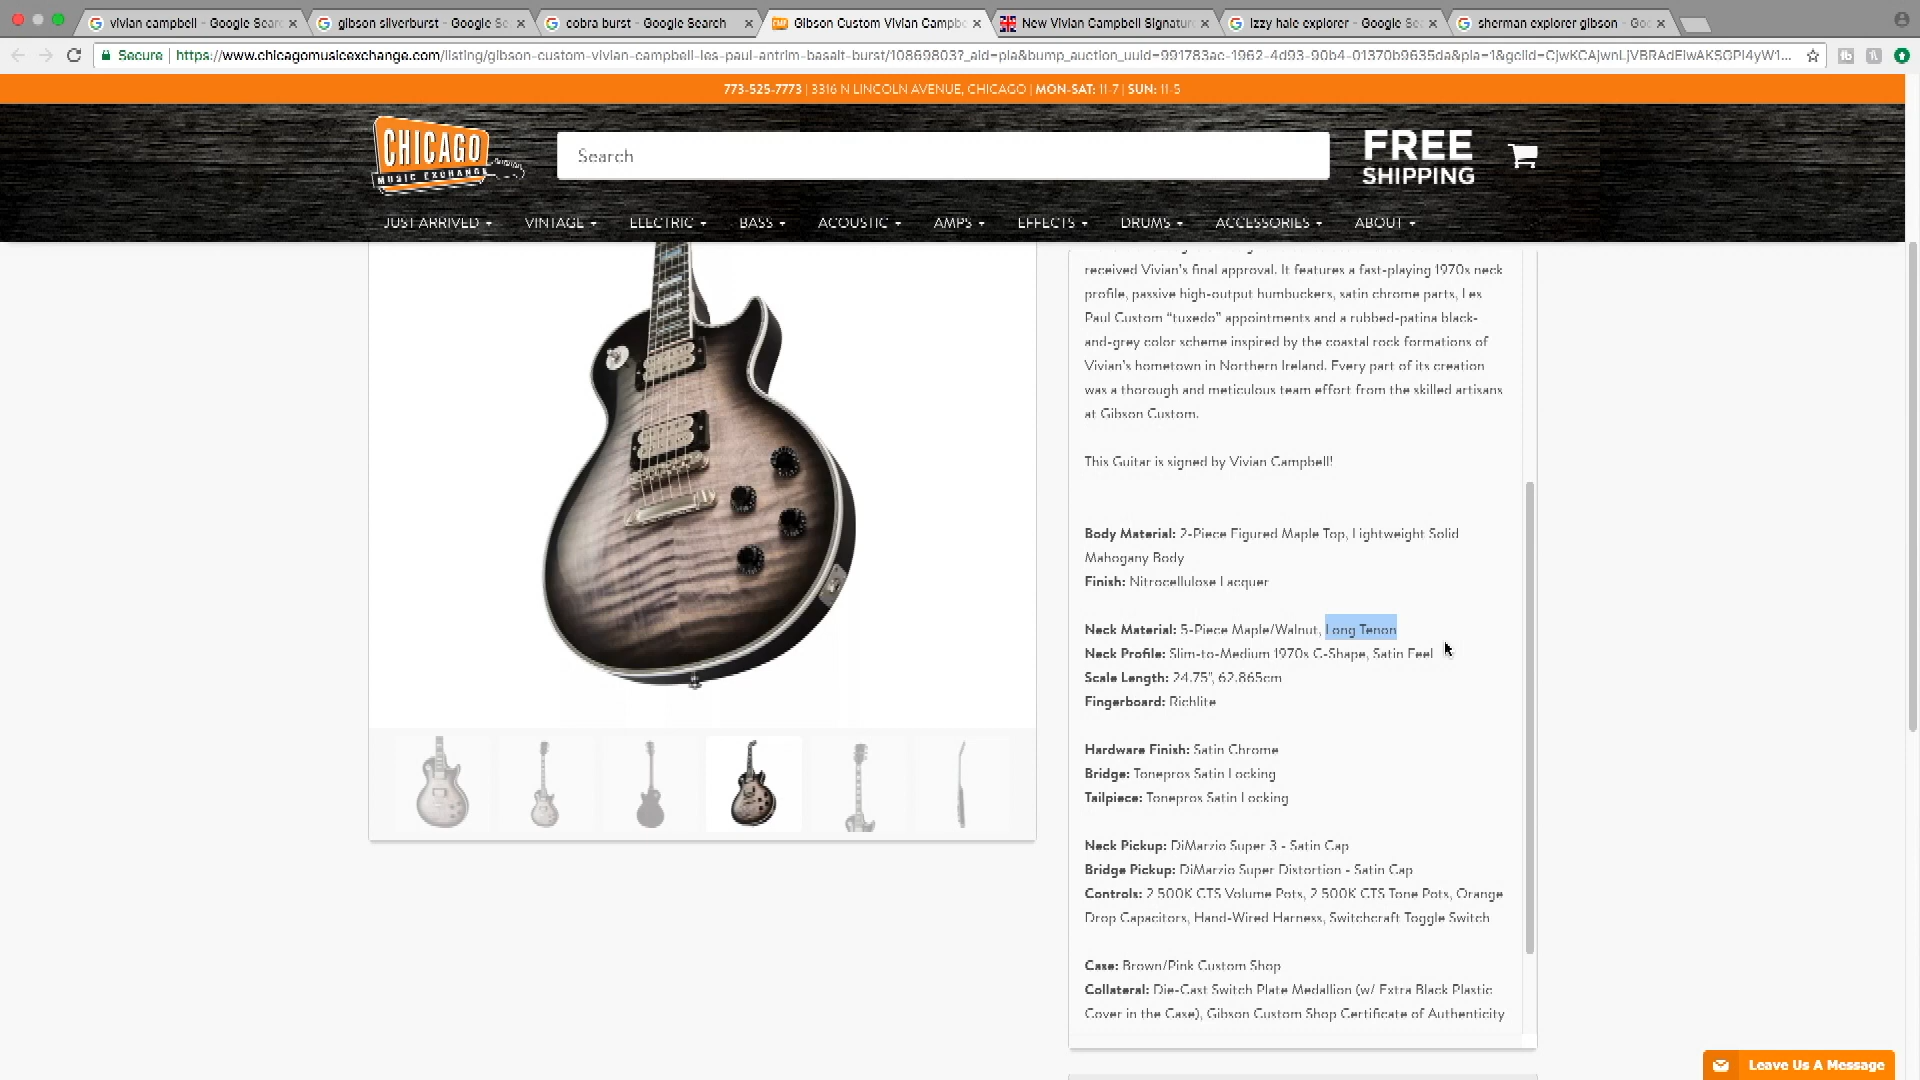 vivian campbell - Google Sear
gibson silverburst - Google Se
cobra burst - Google Search
Gibson Custom Vivian Campbe
New Vivian Campbell Signatur
izzy hale explorer - Google Se
sherman explorer gibson - Goo
Secure
https://www.chicagomusicexchange.com/listing/gibson-custom-vivian-campbell-les-paul-antrim-basalt-burst/10869803?_aid=pla&bump_auction_uuid=991783ac-1962-4d93-90b4-01370b9635da&pla=1&gclid=CjwKCAjwnLjVBRAdEiwAKSGPI4yW1...
773-525-7773 | 3316 N LINCOLN AVENUE, CHICAGO | MON-SAT: 11-7 | SUN: 11-5
CHICAGO
MUSIC EXCHANGE
Search
FREE
SHIPPING
JUST ARRIVED
VINTAGE
ELECTRIC
BASS
ACOUSTIC
AMPS
EFFECTS
DRUMS
ACCESSORIES
ABOUT
received Vivian's final approval. It features a fast-playing 1970s neck
profile, passive high-output humbuckers, satin chrome parts, Les
Paul Custom “tuxedo” appointments and a rubbed-patina black-
and-grey color scheme inspired by the coastal rock formations of
Vivian's hometown in Northern Ireland. Every part of its creation
was a thorough and meticulous team effort from the skilled artisans
at Gibson Custom.
This Guitar is signed by Vivian Campbell!
Body Material: 2-Piece Figured Maple Top, Lightweight Solid
Mahogany Body
Finish: Nitrocellulose Lacquer
Neck Material: 5-Piece Maple/Walnut, Long Tenon
Neck Profile: Slim-to-Medium 1970s C-Shape, Satin Feel
Scale Length: 24.75", 62.865cm
Fingerboard: Richlite
Hardware Finish: Satin Chrome
Bridge: Tonepros Satin Locking
Tailpiece: Tonepros Satin Locking
Neck Pickup: DiMarzio Super 3 - Satin Cap
Bridge Pickup: DiMarzio Super Distortion - Satin Cap
Controls: 2 500K CTS Volume Pots, 2 500K CTS Tone Pots, Orange
Drop Capacitors, Hand-Wired Harness, Switchcraft Toggle Switch
Case: Brown/Pink Custom Shop
Collateral: Die-Cast Switch Plate Medallion (w/ Extra Black Plastic
Cover in the Case), Gibson Custom Shop Certificate of Authenticity
Leave Us A Message